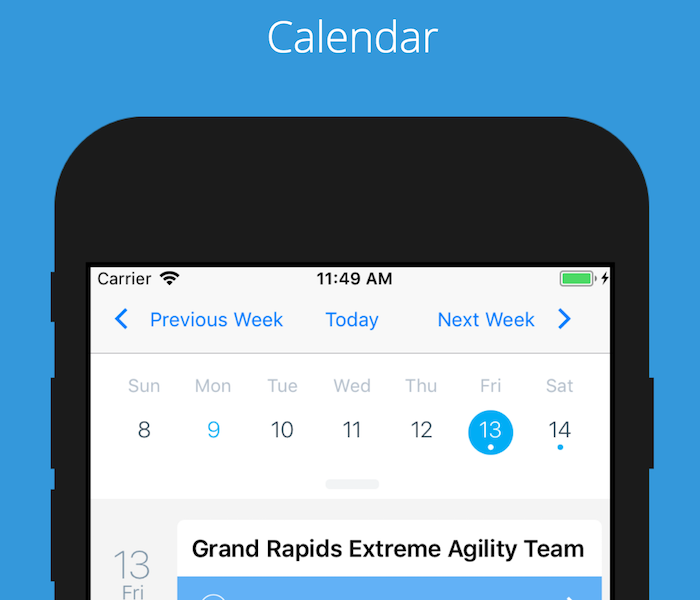 Calendar
Carrier 11:49 AM
Previous Week Today Next Week
Sun Mon Tue Wed Thu Fri Sat
8 9 10 11 12 13 14
Grand Rapids Extreme Agility Team
13
Fri